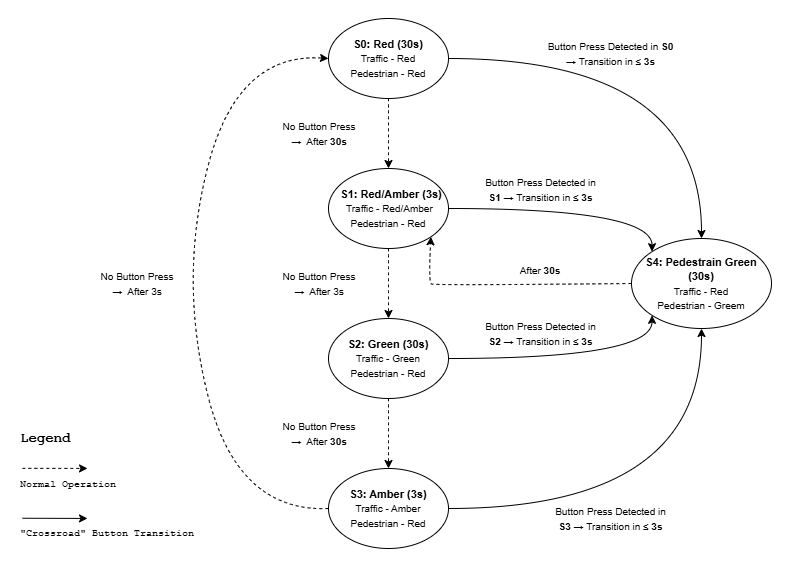 S0: Red (30s)
Traffic - Red
Pedestrian - Red
Button Press Detected in S0
→ Transition in ≤ 3s
No Button Press
→ After 30s
S1: Red/Amber (3s)
Traffic - Red/Amber
Pedestrian - Red
Button Press Detected in
S1 → Transition in ≤ 3s
No Button Press
→ After 3s
No Button Press
→ After 3s
After 30s
S4: Pedestrain Green
(30s)
Traffic - Red
Pedestrian - Greem
S2: Green (30s)
Traffic - Green
Pedestrian - Red
Button Press Detected in
S2 → Transition in ≤ 3s
No Button Press
→ After 30s
S3: Amber (3s)
Traffic - Amber
Pedestrian - Red
Button Press Detected in
S3 → Transition in ≤ 3s
Legend
Normal Operation
"Crossroad" Button Transition